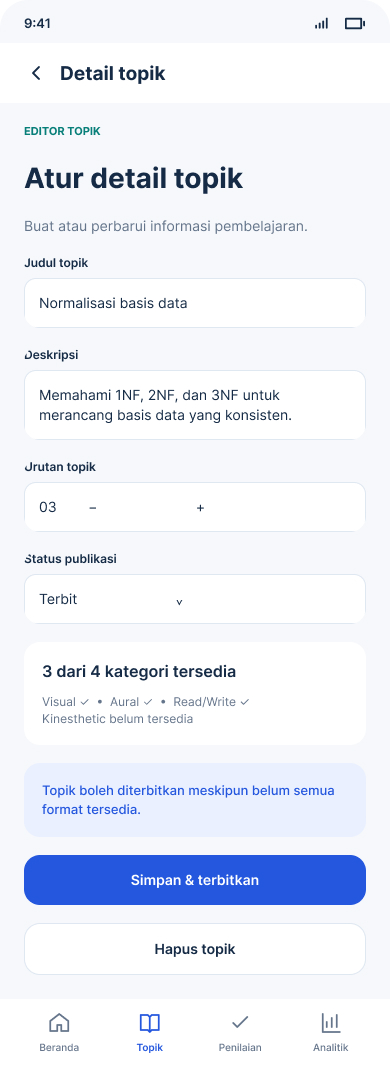 9:41
Detail topik
EDITOR TOPIK
Atur detail topik
Buat atau perbarui informasi pembelajaran.
Judul topik
Normalisasi basis data
Deskripsi
Memahami 1NF, 2NF, dan 3NF untuk
merancang basis data yang konsisten.
Urutan topik
03 – +
Status publikasi
Terbit
3 dari 4 kategori tersedia
Visual ✓ • Aural ✓ • Read/Write ✓
Kinesthetic belum tersedia
Topik boleh diterbitkan meskipun belum semua
format tersedia.
Simpan & terbitkan
Hapus topik
Beranda Topik Penilaian Analitik